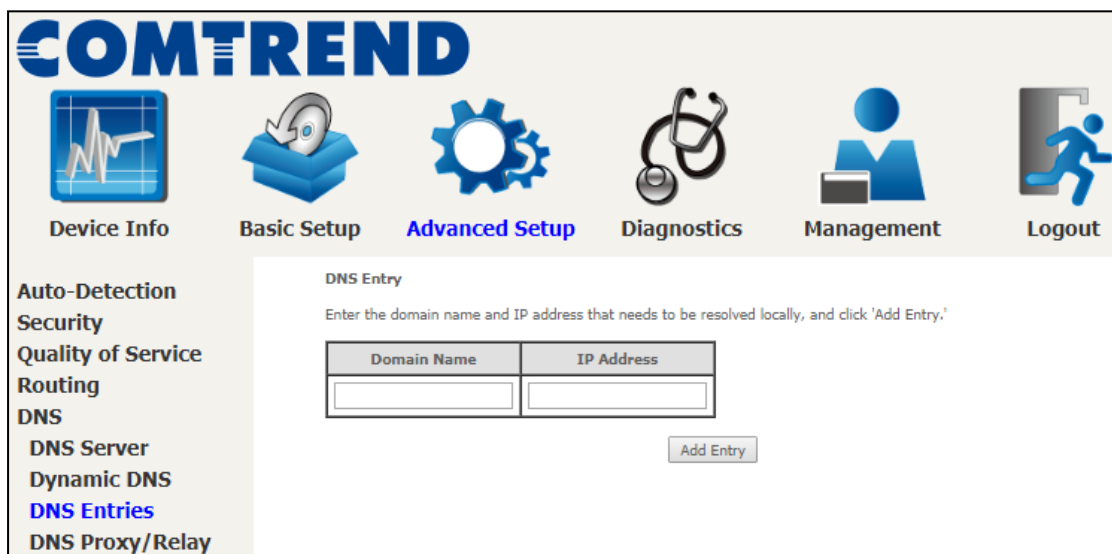 COMTREND
Device Info Basic Setup Advanced Setup Diagnostics Management Logout
Auto-Detection
Security
Quality of Service
Routing
DNS
DNS Server
Dynamic DNS
DNS Entries
DNS Proxy/Relay
DNS Entry
Enter the domain name and IP address that needs to be resolved locally, and click 'Add Entry.'
Domain Name IP Address
Add Entry